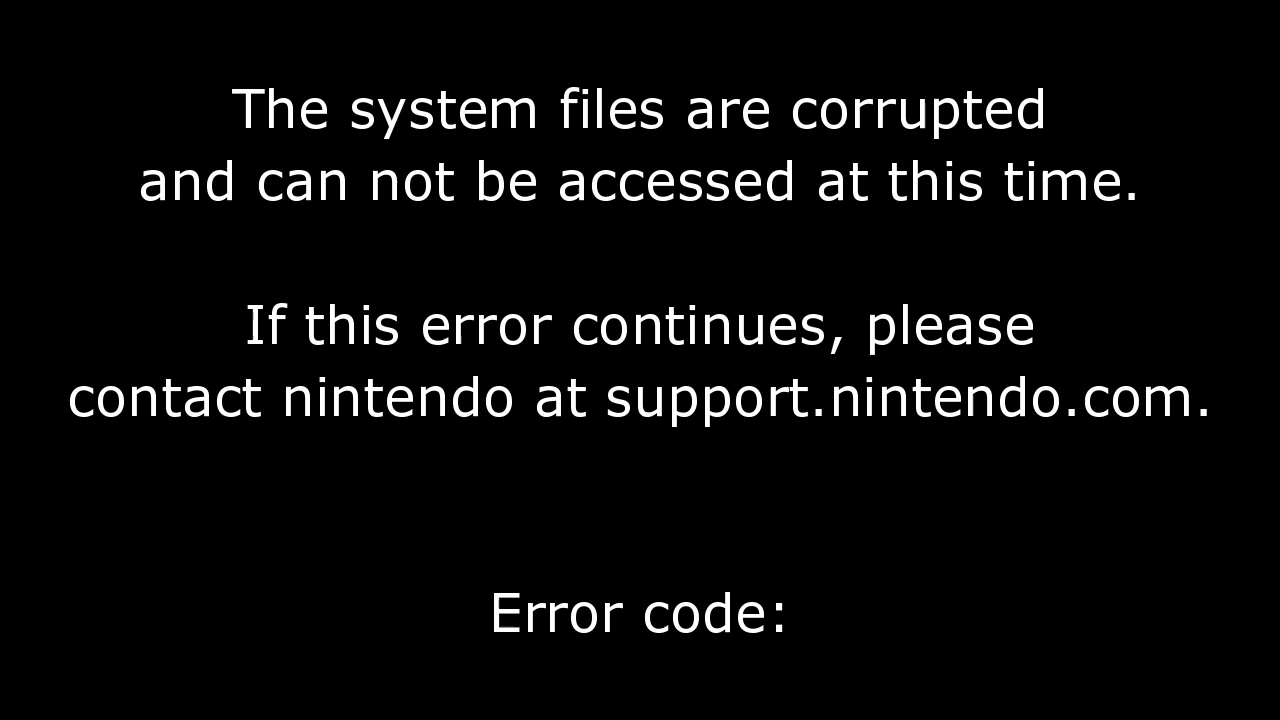 The system files are corrupted
and can not be accessed at this time.
If this error continues, please
contact nintendo at support.nintendo.com.
Error code: